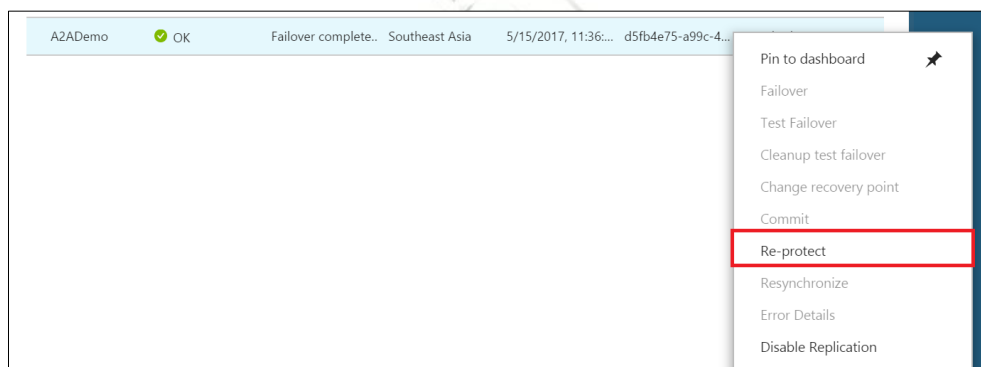 A2ADemo OK Failover complete.. Southeast Asia 5/15/2017, 11:36:... d5fb4e75-a99c-4...
Pin to dashboard
Failover
Test Failover
Cleanup test failover
Change recovery point
Commit
Re-protect
Resynchronize
Error Details
Disable Replication